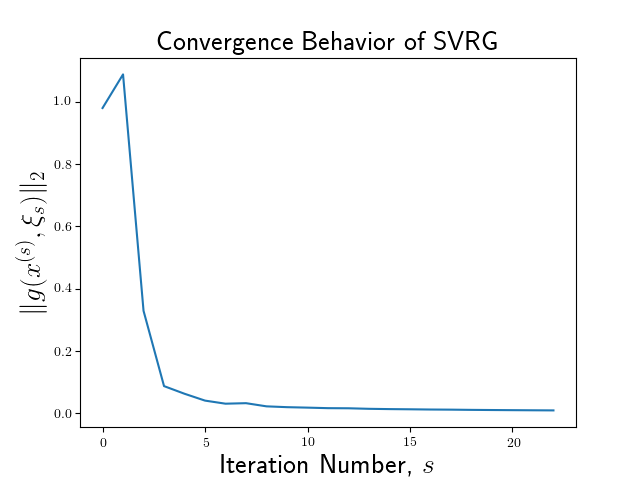 Convergence Behavior of SVRG
‖g(x^{(s)}, ξ_s)‖_2
1.0
0.8
0.6
0.4
0.2
0.0
0 5 10 15 20
Iteration Number, s